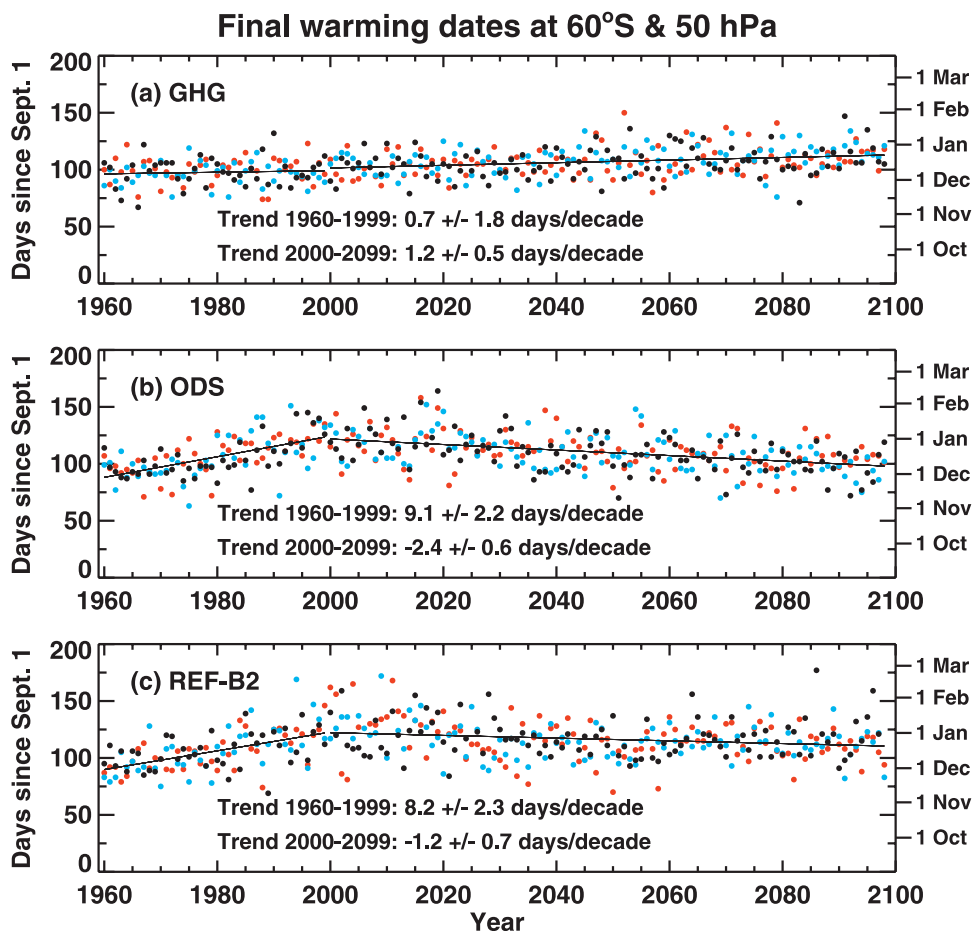 Final warming dates at 60°S & 50 hPa
Days since Sept. 1
200
150
100
50
0
(a) GHG
Trend 1960-1999: 0.7 +/- 1.8 days/decade
Trend 2000-2099: 1.2 +/- 0.5 days/decade
1 Mar
1 Feb
1 Jan
1 Dec
1 Nov
1 Oct
1960 1980 2000 2020 2040 2060 2080 2100
Days since Sept. 1
200
150
100
50
0
(b) ODS
Trend 1960-1999: 9.1 +/- 2.2 days/decade
Trend 2000-2099: -2.4 +/- 0.6 days/decade
1 Mar
1 Feb
1 Jan
1 Dec
1 Nov
1 Oct
1960 1980 2000 2020 2040 2060 2080 2100
Days since Sept. 1
200
150
100
50
0
(c) REF-B2
Trend 1960-1999: 8.2 +/- 2.3 days/decade
Trend 2000-2099: -1.2 +/- 0.7 days/decade
1 Mar
1 Feb
1 Jan
1 Dec
1 Nov
1 Oct
1960 1980 2000 2020 2040 2060 2080 2100
Year